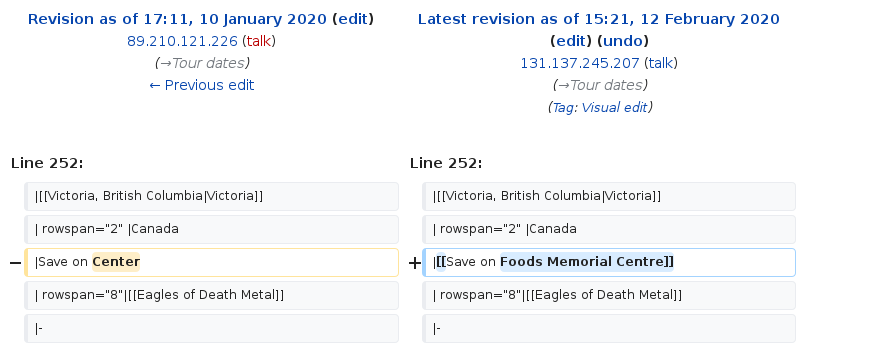 Revision as of 17:11, 10 January 2020 (edit)
89.210.121.226 (talk)
(→Tour dates)
← Previous edit
Latest revision as of 15:21, 12 February 2020
(edit) (undo)
131.137.245.207 (talk)
(→Tour dates)
(Tag: Visual edit)
Line 252:
Line 252:
|[[Victoria, British Columbia|Victoria]]
|[[Victoria, British Columbia|Victoria]]
| rowspan="2" |Canada
| rowspan="2" |Canada
− |Save on Center
+ |[[Save on Foods Memorial Centre]]
| rowspan="8"|[[Eagles of Death Metal]]
| rowspan="8"|[[Eagles of Death Metal]]
|-
|-